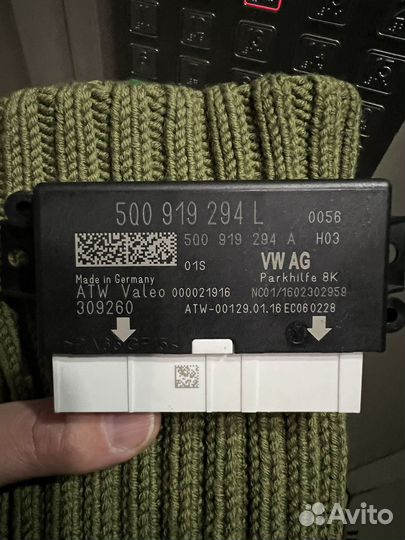 5Q0 919 294 L 0056
5Q0 919 294 A H03
01S VW AG
Made in Germany Parkhilfe 8K
ATW Valeo 000021916 NC01/1602302958
309260 ATW-00129.01.16 EC060228
Avito